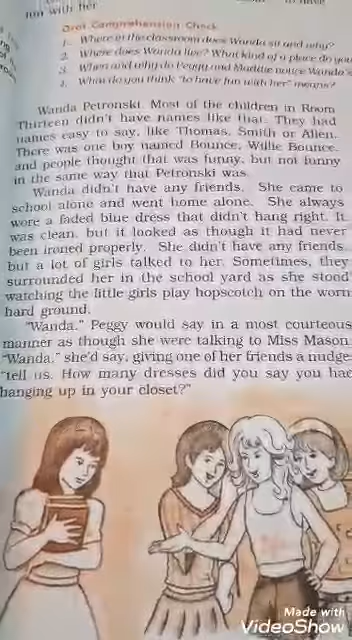 fun with her
Oral Comprehension Check
1. Where in the classroom does Wanda sit and why?
2. Where does Wanda live? What kind of a place do you
3. When and why do Peggy and Maddie notice Wanda's
4. What do you think "to have fun with her" means?
Wanda Petronski. Most of the children in Room
Thirteen didn't have names like that. They had
names easy to say, like Thomas, Smith or Allen.
There was one boy named Bounce, Willie Bounce,
and people thought that was funny, but not funny
in the same way that Petronski was.
Wanda didn't have any friends. She came to
school alone and went home alone. She always
wore a faded blue dress that didn't hang right. It
was clean, but it looked as though it had never
been ironed properly. She didn't have any friends,
but a lot of girls talked to her. Sometimes, they
surrounded her in the school yard as she stood
watching the little girls play hopscotch on the worn
hard ground.
"Wanda," Peggy would say in a most courteous
manner as though she were talking to Miss Mason.
"Wanda," she'd say, giving one of her friends a nudge,
"tell us. How many dresses did you say you had
hanging up in your closet?"
Made with
VideoShow